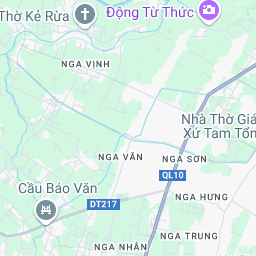 Thờ Kẻ Rừa
Động Từ Thức
NGA VỊNH
Nhà Thờ Giá
Xứ Tam Tổn
NGA VĂN
NGA SƠN
QL10
Cầu Báo Văn
DT217
NGA HƯNG
NGA TRUNG
NGA NHÂN